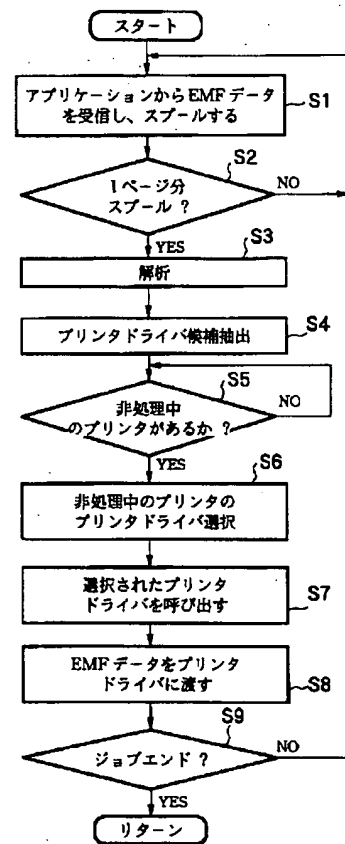 スタート
アプリケーションからEMFデータ
を受信し、スプールする
S1
S2
1ページ分
スプール ?
NO
YES
S3
解析
プリンタドライバ候補抽出
S4
S5
非処理中
のプリンタがあるか ?
NO
YES
S6
非処理中のプリンタの
プリンタドライバ選択
選択されたプリンタ
ドライバを呼び出す
S7
EMFデータをプリンタ
ドライバに渡す
S8
S9
ジョブエンド ?
NO
YES
リターン